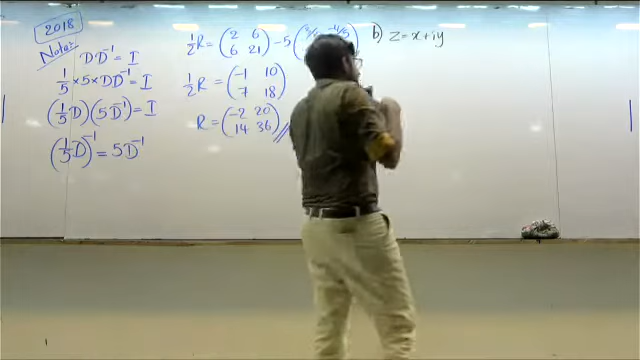 2018
Note:
DD⁻¹ = I
1/5 × 5 × DD⁻¹ = I
(1/5 D)(5D⁻¹) = I
(1/5 D)⁻¹ = 5D⁻¹
1/2 R = (2 6 6 21) - 5
1/2 R = (-1 10 7 18)
R = (-2 20 14 36)
b) z = x+iy